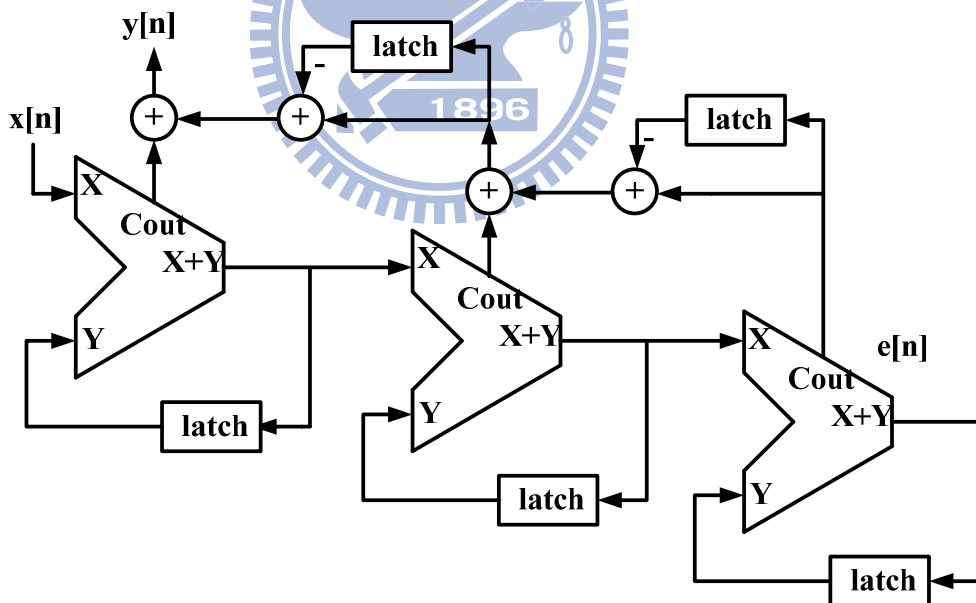 y[n]
latch
-
+
+
1896
x[n]
latch
-
X
+
+
Cout
X+Y
X
Cout
X+Y
Y
X
e[n]
Cout
X+Y
latch
Y
latch
Y
latch